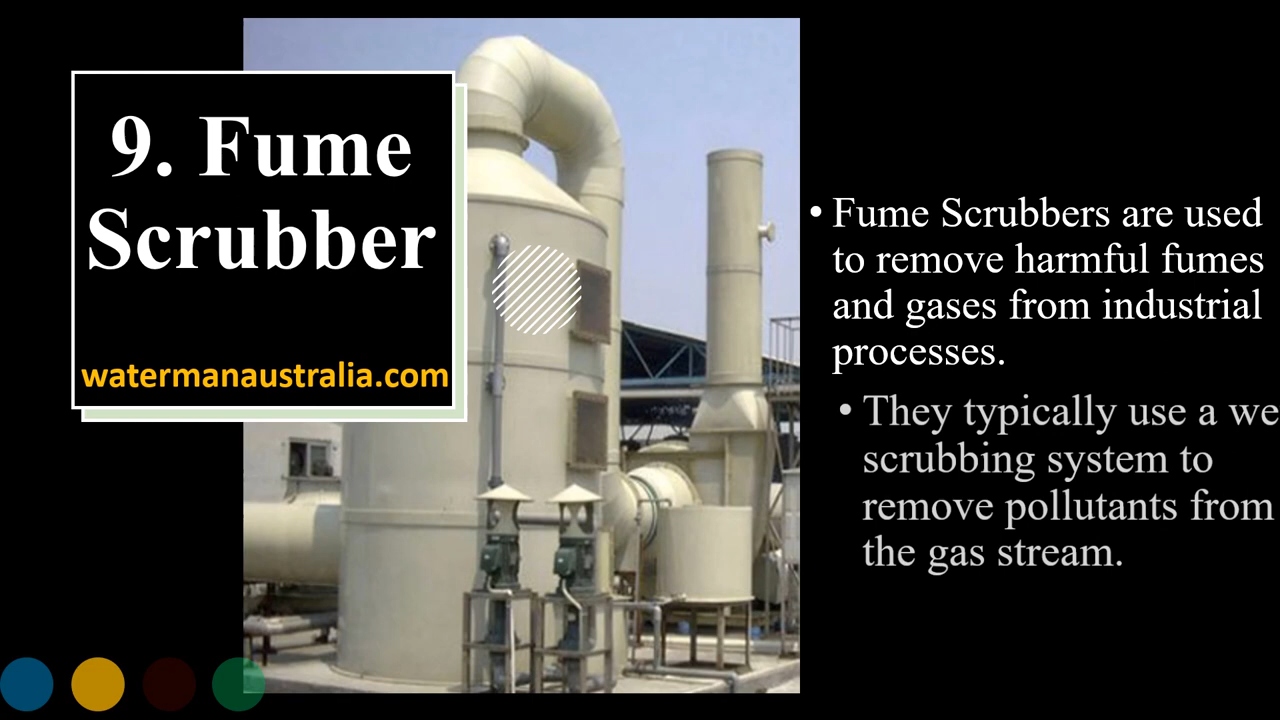 9. Fume
Scrubber
watermanaustralia.com
• Fume Scrubbers are used
to remove harmful fumes
and gases from industrial
processes.
• They typically use a we
scrubbing system to
remove pollutants from
the gas stream.